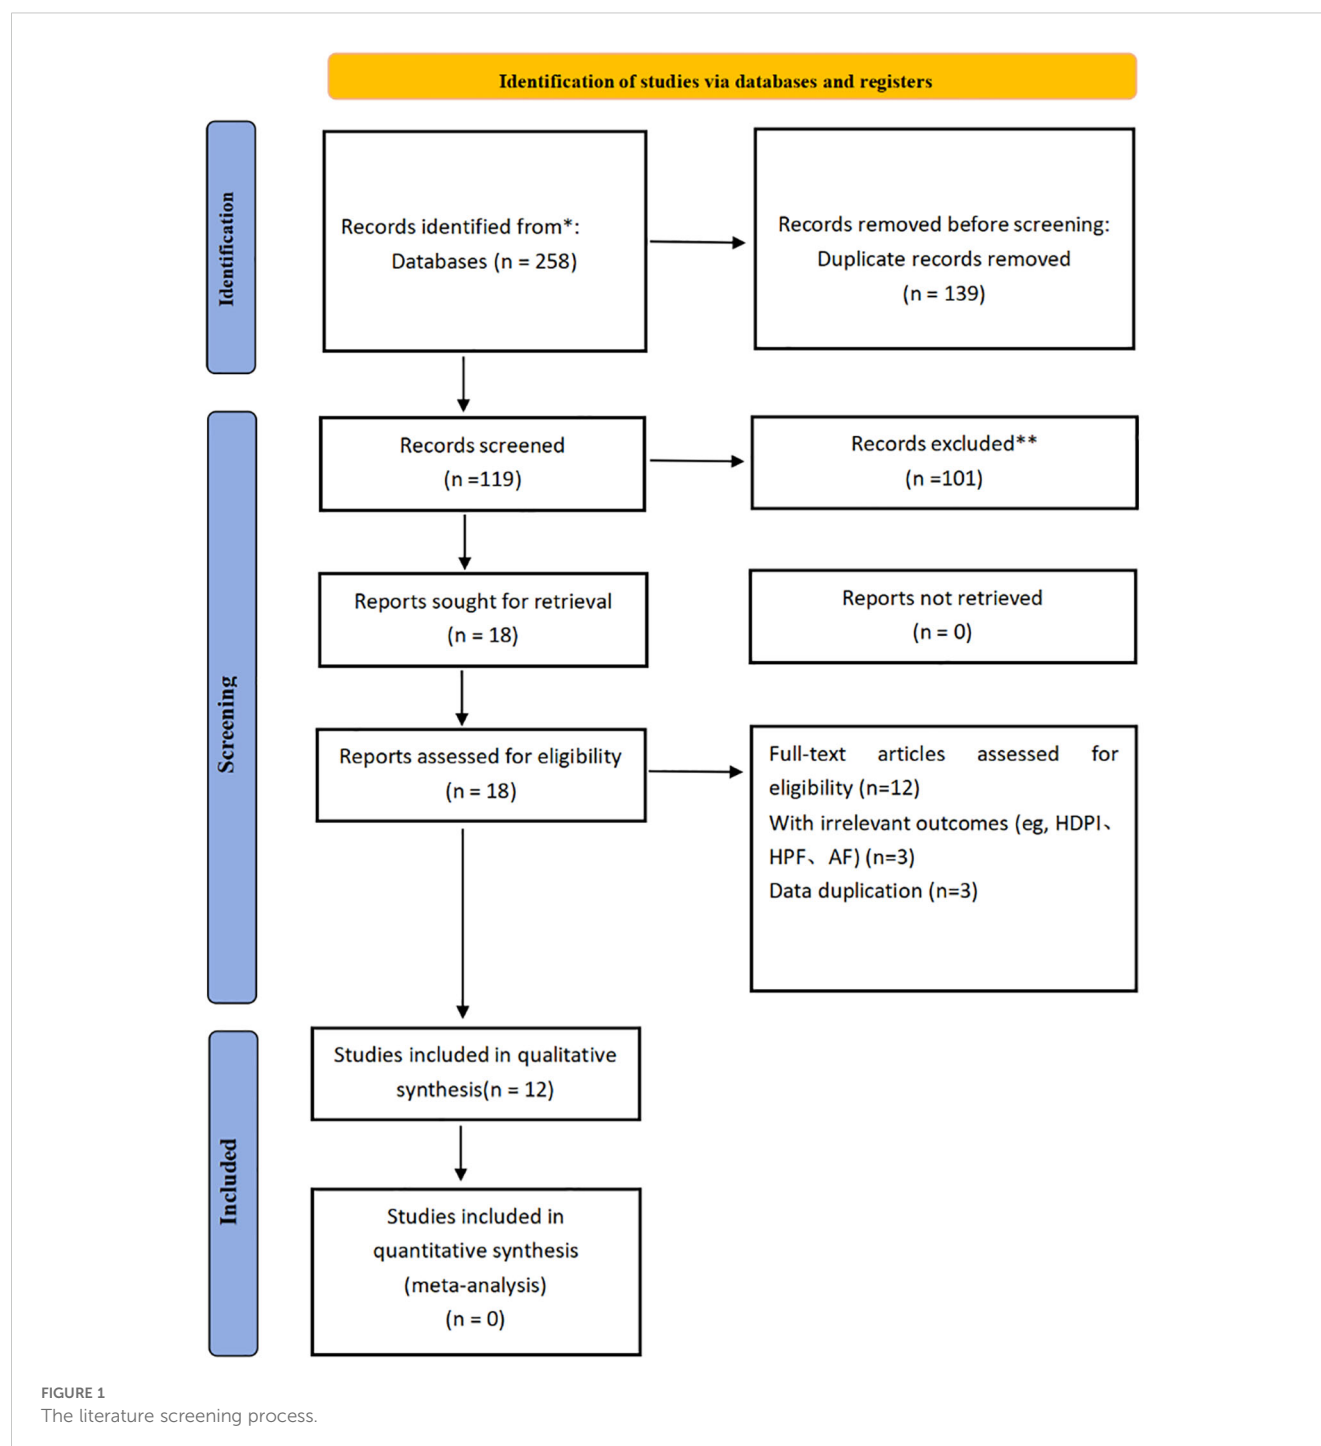 Identification of studies via databases and registers
Identification
Records identified from*:
Databases (n = 258)
Records removed before screening:
Duplicate records removed
(n = 139)
Screening
Records screened
(n =119)
Records excluded**
(n =101)
Reports sought for retrieval
(n = 18)
Reports not retrieved
(n = 0)
Reports assessed for eligibility
(n = 18)
Full-text articles assessed for
eligibility (n=12)
With irrelevant outcomes (eg, HDPI、
HPF、AF) (n=3)
Data duplication (n=3)
Included
Studies included in qualitative
synthesis(n = 12)
Studies included in
quantitative synthesis
(meta-analysis)
(n = 0)
FIGURE 1
The literature screening process.